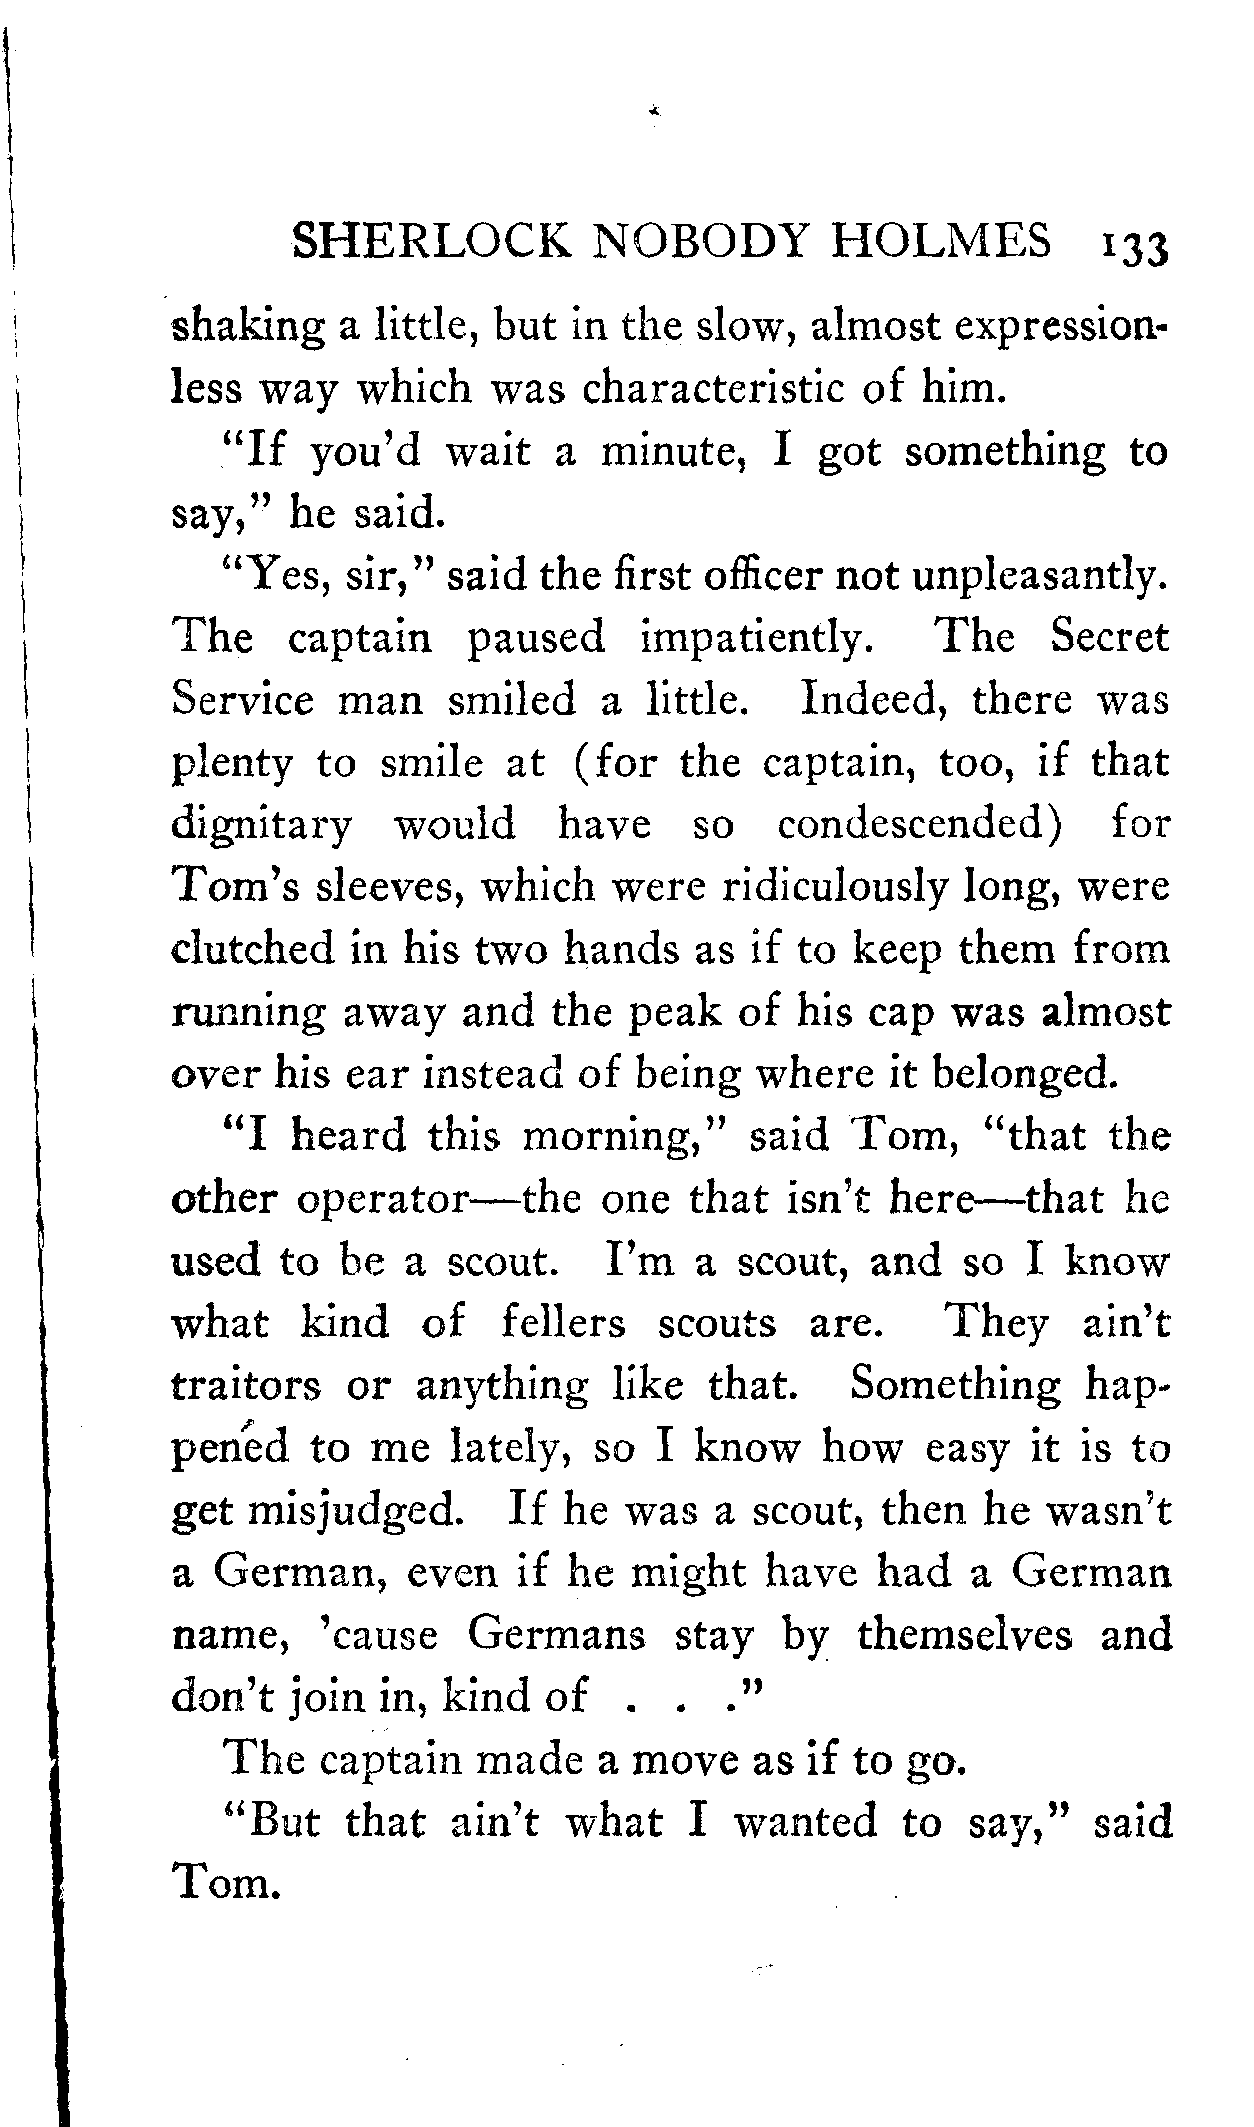 SHERLOCK NOBODY HOLMES 133
shaking a little, but in the slow, almost expression-
less way which was characteristic of him.
"If you'd wait a minute, I got something to
say," he said.
"Yes, sir," said the first officer not unpleasantly.
The captain paused impatiently. The Secret
Service man smiled a little. Indeed, there was
plenty to smile at (for the captain, too, if that
dignitary would have so condescended) for
Tom's sleeves, which were ridiculously long, were
clutched in his two hands as if to keep them from
running away and the peak of his cap was almost
over his ear instead of being where it belonged.
"I heard this morning," said Tom, "that the
other operator—the one that isn't here—that he
used to be a scout. I'm a scout, and so I know
what kind of fellers scouts are. They ain't
traitors or anything like that. Something hap-
pened to me lately, so I know how easy it is to
get misjudged. If he was a scout, then he wasn't
a German, even if he might have had a German
name, 'cause Germans stay by themselves and
don't join in, kind of . . ."
The captain made a move as if to go.
"But that ain't what I wanted to say," said
Tom.